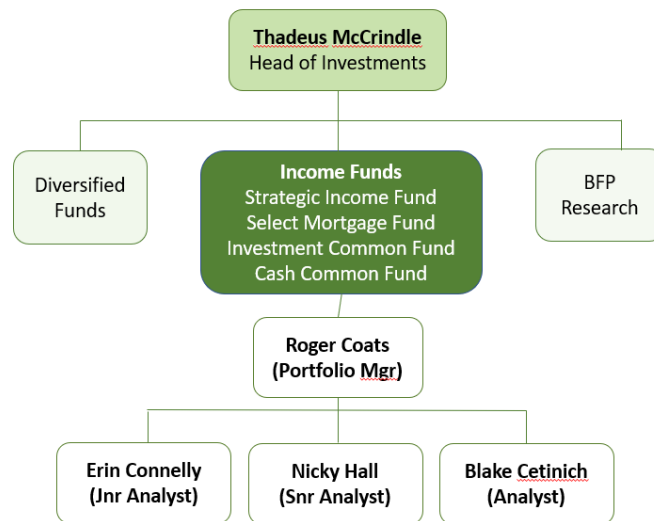 Thadeus McCrindle
Head of Investments
Diversified
Funds
Income Funds
Strategic Income Fund
Select Mortgage Fund
Investment Common Fund
Cash Common Fund
BFP
Research
Roger Coats
(Portfolio Mgr)
Erin Connelly
(Jnr Analyst)
Nicky Hall
(Snr Analyst)
Blake Cetinich
(Analyst)